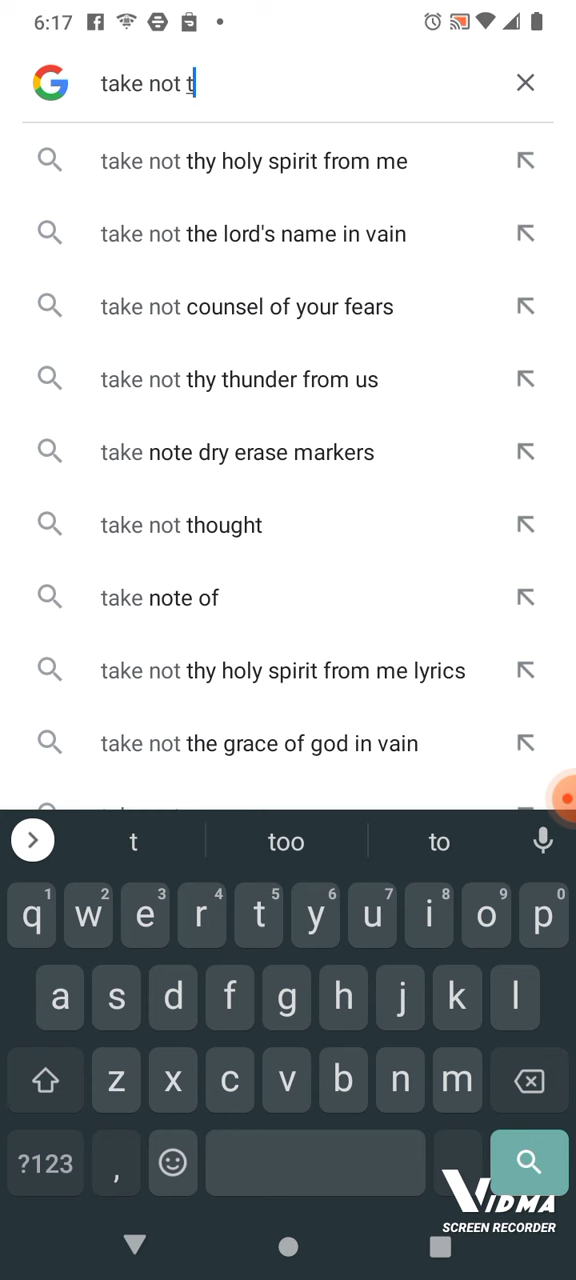 6:17
take not t
take not thy holy spirit from me
take not the lord's name in vain
take not counsel of your fears
take not thy thunder from us
take note dry erase markers
take not thought
take note of
take not thy holy spirit from me lyrics
take not the grace of god in vain
t too to
1 2 3 4 5 6 7 8 9 0
q w e r t y u i o p
a s d f g h j k l
z x c v b n m
?123 ,
VIDMA
SCREEN RECORDER